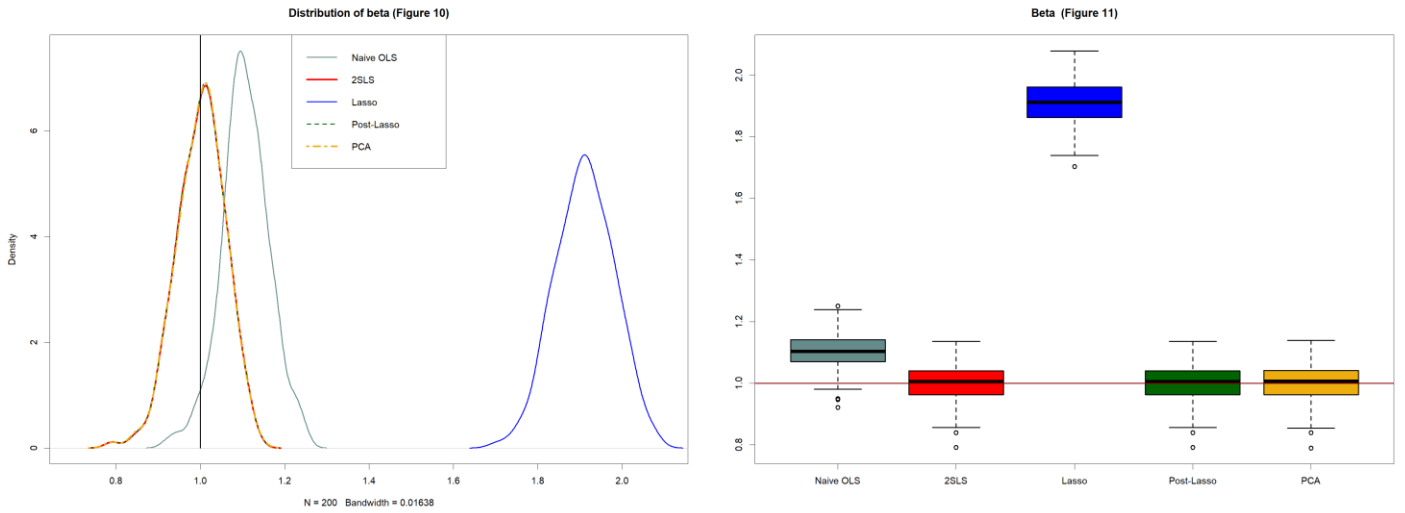 Distribution of beta (Figure 10)
Naive OLS
2SLS
Lasso
Post-Lasso
PCA
Density
6
4
2
0
0.8 1.0 1.2 1.4 1.6 1.8 2.0
N = 200 Bandwidth = 0.01638
Beta (Figure 11)
2.0
1.8
1.6
1.4
1.2
1.0
0.8
Naive OLS 2SLS Lasso Post-Lasso PCA